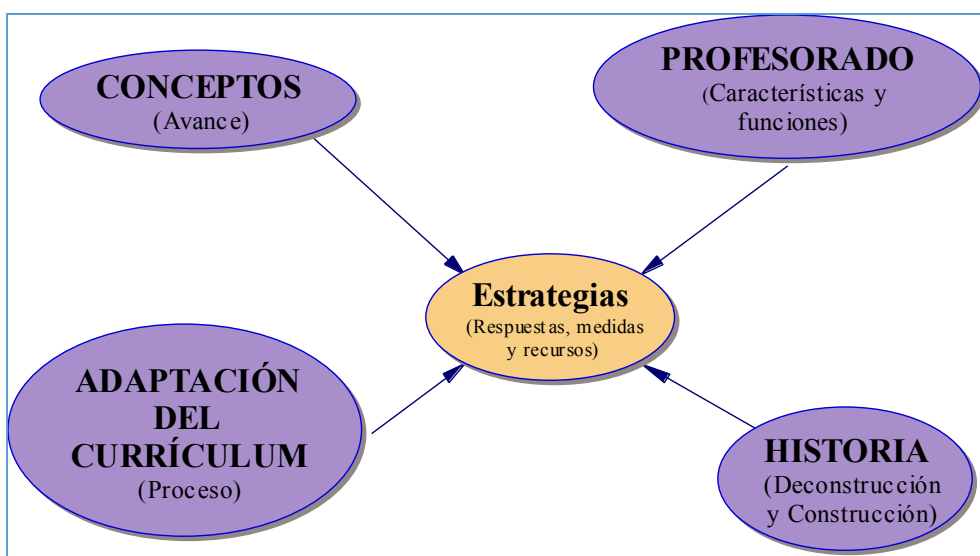 CONCEPTOS
(Avance)
PROFESORADO
(Características y
funciones)
Estrategias
(Respuestas, medidas
y recursos)
ADAPTACIÓN
DEL
CURRÍCULUM
(Proceso)
HISTORIA
(Deconstrucción
y Construcción)